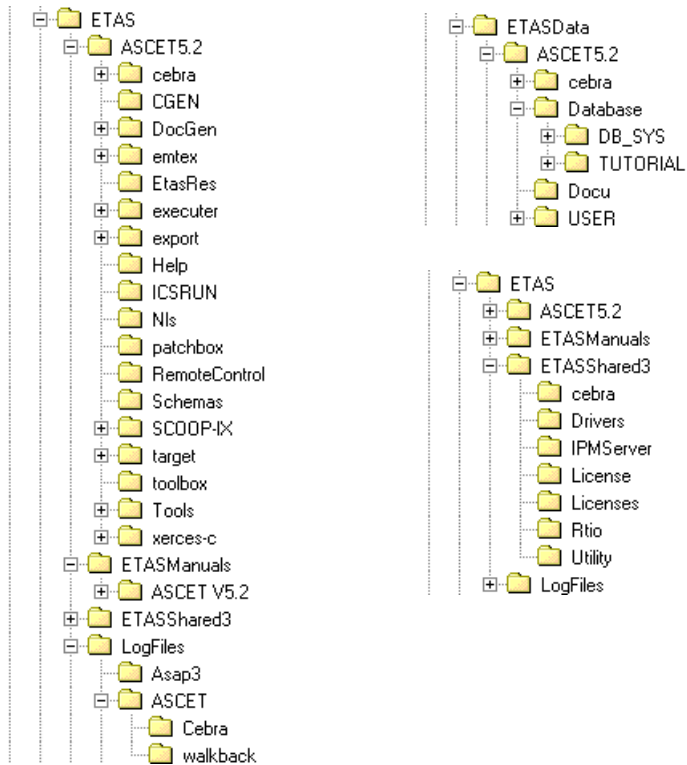 ETAS
ASCET5.2
cebra
CGEN
DocGen
emtex
EtasRes
executer
export
Help
ICSRUN
Nls
patchbox
RemoteControl
Schemas
SCOOP-IX
target
toolbox
Tools
xerces-c
ETASManuals
ASCET V5.2
ETASShared3
LogFiles
Asap3
ASCET
Cebra
walkback
ETASData
ASCET5.2
cebra
Database
DB_SYS
TUTORIAL
Docu
USER
ETAS
ASCET5.2
ETASManuals
ETASShared3
cebra
Drivers
IPMServer
License
Licenses
Rtio
Utility
LogFiles